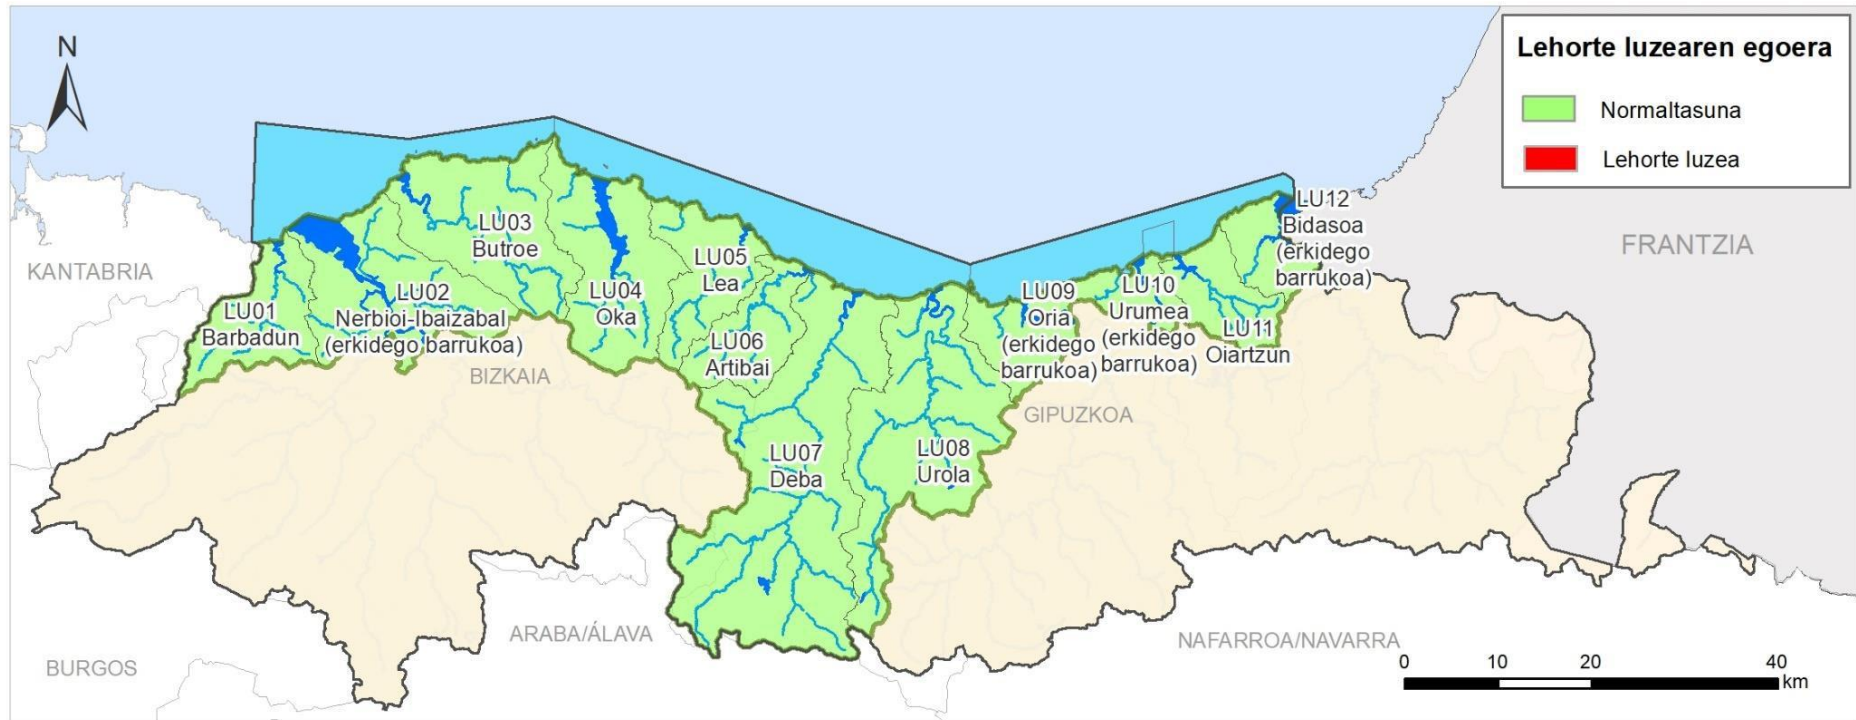 N
Lehorte luzearen egoera
Normaltasuna
Lehorte luzea
LU12
Bidasoa
(erkidego
barrukoa)
FRANTZIA
KANTABRIA
LU03
Butroe
LU05
Lea
LU01
Barbadun
LU02
Nerbioi-Ibaizabal
(erkidego barrukoa)
LU04
Oka
LU09
Oria
(erkidego
barrukoa)
LU10
Urumea
(erkidego
barrukoa)
LU11
Oiartzun
LU06
Artibai
BIZKAIA
GIPUZKOA
LU07
Deba
LU08
Urola
ARABA/ÁLAVA
NAFARROA/NAVARRA
BURGOS
0 10 20 40
km